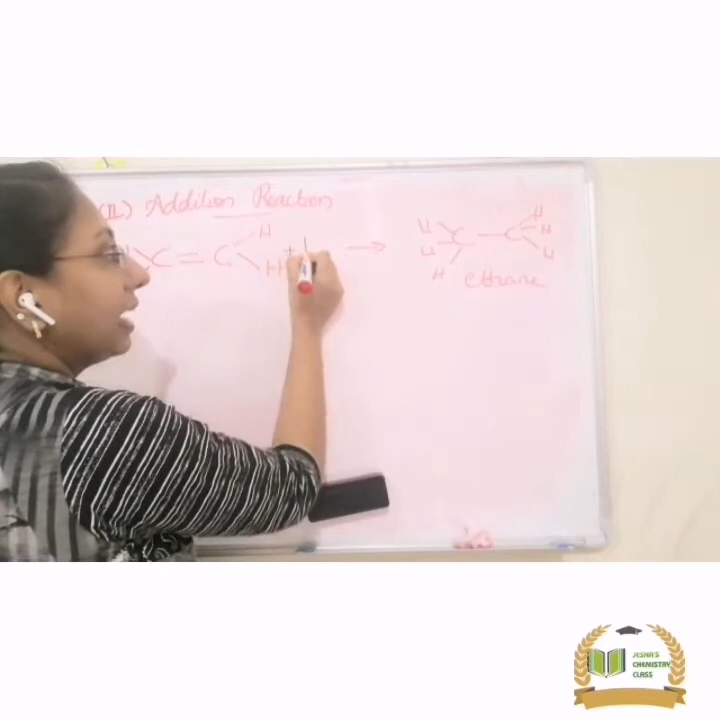 (II) Addition Reaction
C = C H + →
H
H C — C H
H H
H H
H ethane
JESNA'S
CHEMISTRY
CLASS